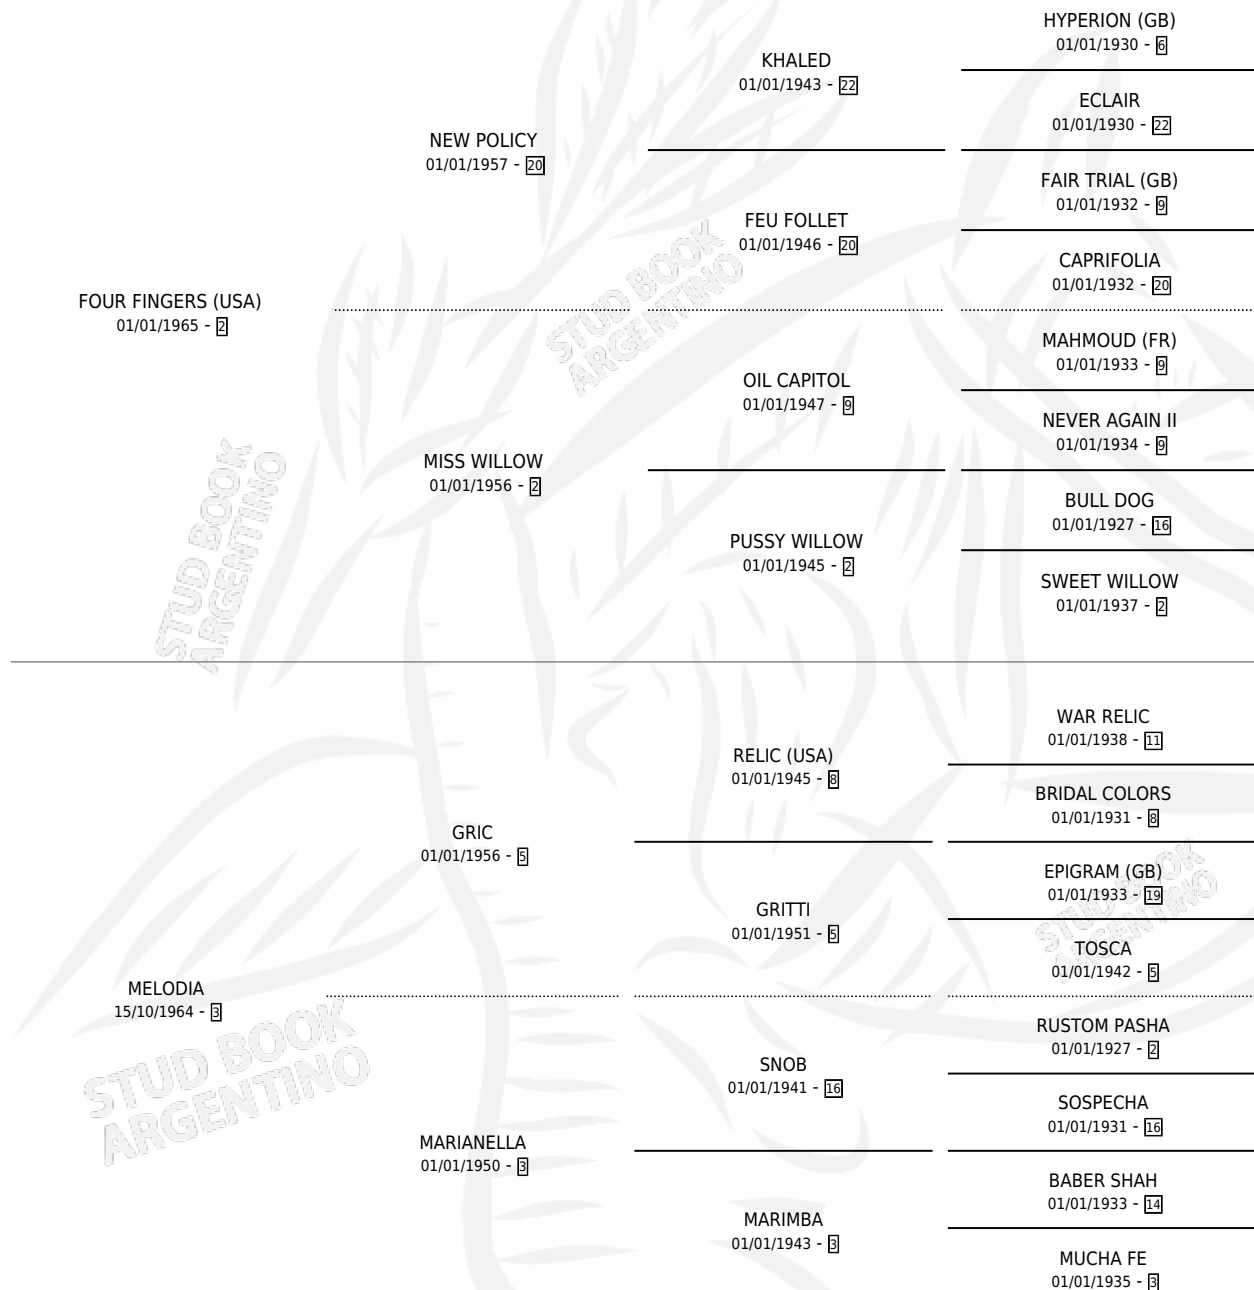 HYPERION (GB)
01/01/1930 - 6
KHALED
01/01/1943 - 22
ECLAIR
01/01/1930 - 22
NEW POLICY
01/01/1957 - 20
FAIR TRIAL (GB)
01/01/1932 - 9
FEU FOLLET
01/01/1946 - 20
CAPRIFOLIA
01/01/1932 - 20
FOUR FINGERS (USA)
01/01/1965 - 2
MAHMOUD (FR)
01/01/1933 - 9
OIL CAPITOL
01/01/1947 - 9
NEVER AGAIN II
01/01/1934 - 9
MISS WILLOW
01/01/1956 - 2
BULL DOG
01/01/1927 - 16
PUSSY WILLOW
01/01/1945 - 2
SWEET WILLOW
01/01/1937 - 2
WAR RELIC
01/01/1938 - 11
RELIC (USA)
01/01/1945 - 8
BRIDAL COLORS
01/01/1931 - 8
GRIC
01/01/1956 - 5
EPIGRAM (GB)
01/01/1933 - 19
GRITTI
01/01/1951 - 5
TOSCA
01/01/1942 - 5
MELODIA
15/10/1964 - 3
RUSTOM PASHA
01/01/1927 - 2
SNOB
01/01/1941 - 16
SOSPECHA
01/01/1931 - 16
MARIANELLA
01/01/1950 - 3
BABER SHAH
01/01/1933 - 14
MARIMBA
01/01/1943 - 3
MUCHA FE
01/01/1935 - 3
STUD BOOK
ARGENTINO
STUD BOOK
ARGENTINO
STUD BOOK
ARGENTINO
STUD BOOK
ARGENTINO